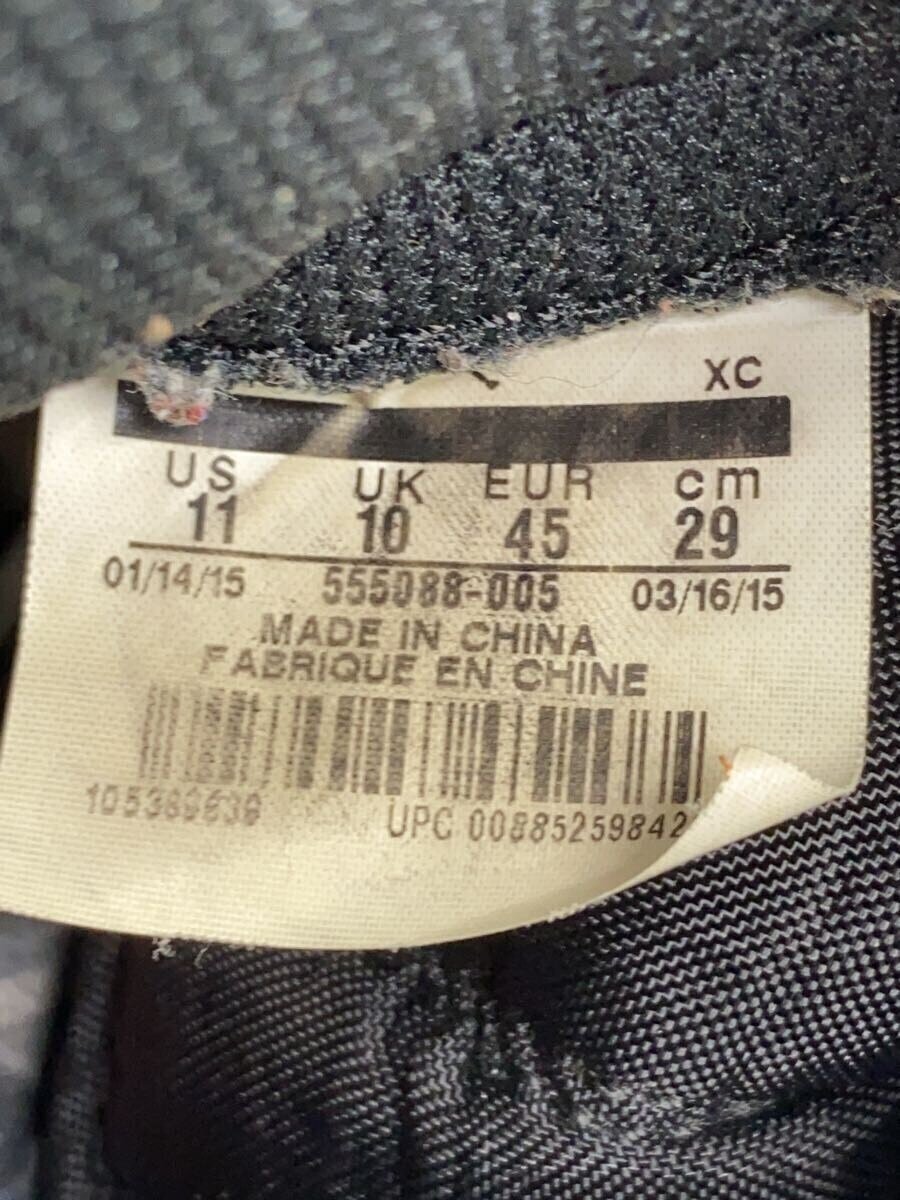 XC
US UK EUR cm
11 10 45 29
01/14/15 555088-005 03/16/15
MADE IN CHINA
FABRIQUE EN CHINE
UPC 00885259842